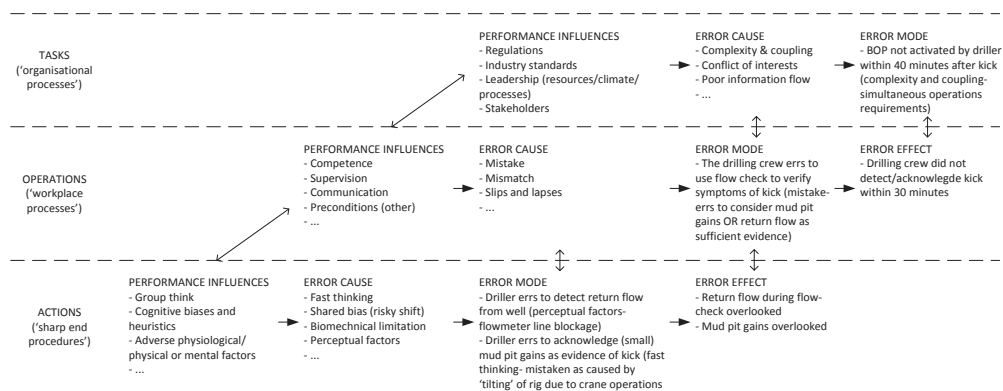 TASKS
('organisational
processes')
PERFORMANCE INFLUENCES
- Regulations
- Industry standards
- Leadership (resources/climate/
processes)
- Stakeholders
ERROR CAUSE
- Complexity & coupling
- Conflict of interests
- Poor information flow
- ...
ERROR MODE
- BOP not activated by driller
within 40 minutes after kick
(complexity and coupling-
simultaneous operations
requirements)
OPERATIONS
('workplace
processes')
PERFORMANCE INFLUENCES
- Competence
- Supervision
- Communication
- Preconditions (other)
- ...
ERROR CAUSE
- Mistake
- Mismatch
- Slips and lapses
- ...
ERROR MODE
- The drilling crew errs to
use flow check to verify
symptoms of kick (mistake-
errs to consider mud pit
gains OR return flow as
sufficient evidence)
ERROR EFFECT
- Drilling crew did not
detect/acknowlegde kick
within 30 minutes
ACTIONS
('sharp end
procedures')
PERFORMANCE INFLUENCES
- Group think
- Cognitive biases and
heuristics
- Adverse physiological/
physical or mental factors
- ...
ERROR CAUSE
- Fast thinking
- Shared bias (risky shift)
- Biomechnical limitation
- Perceptual factors
- ...
ERROR MODE
- Driller errs to detect return flow
from well (perceptual factors-
flowmeter line blockage)
- Driller errs to acknowledge (small)
mud pit gains as evidence of kick (fast
thinking- mistaken as caused by
'tilting' of rig due to crane operations
ERROR EFFECT
- Return flow during flow-
check overlooked
- Mud pit gains overlooked